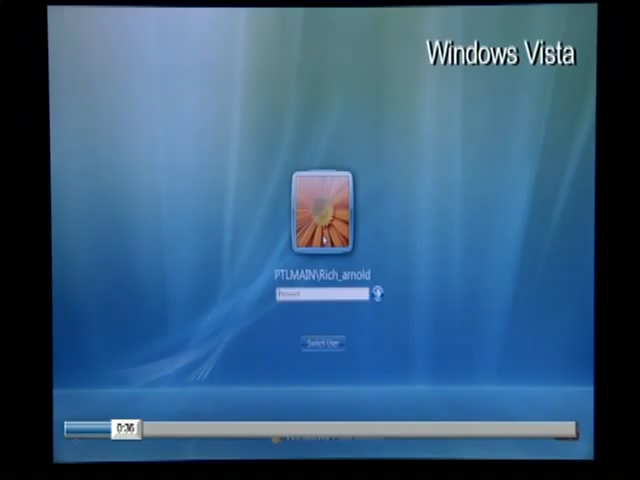 Windows Vista
PTLMAIN\Rich_arnold
Password
Switch User
0:36